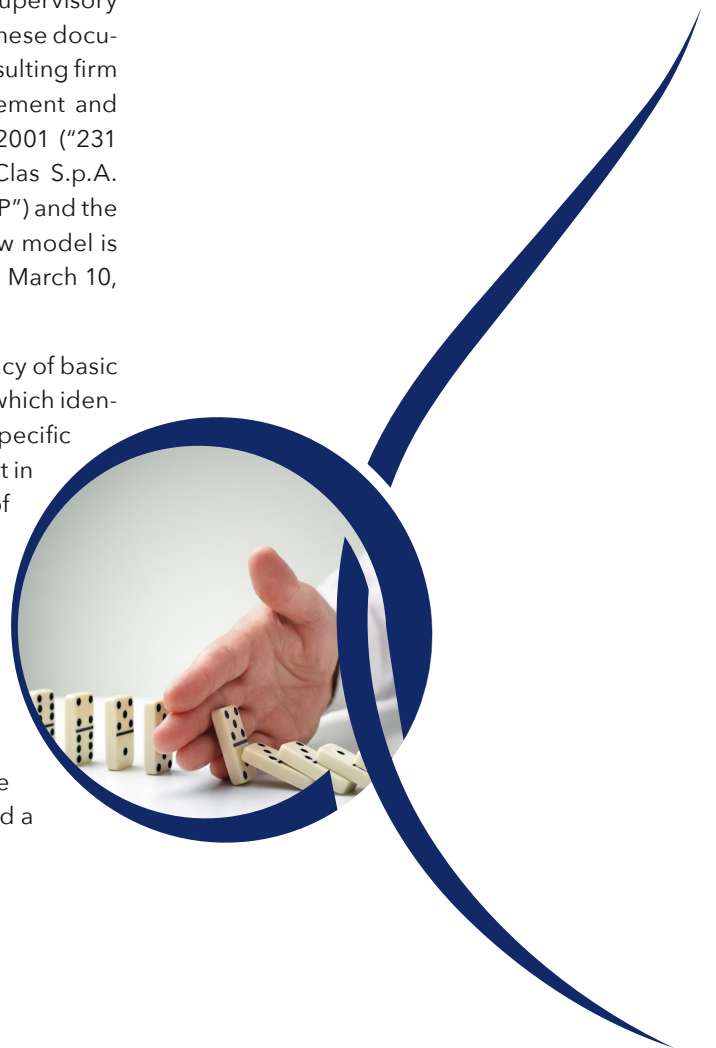 upervisory
hese docu-
sulting firm
ement and
2001 (“231
Clas S.p.A.
P”) and the
w model is
March 10,
cy of basic
which iden-
pecific
t in
of
e
d a